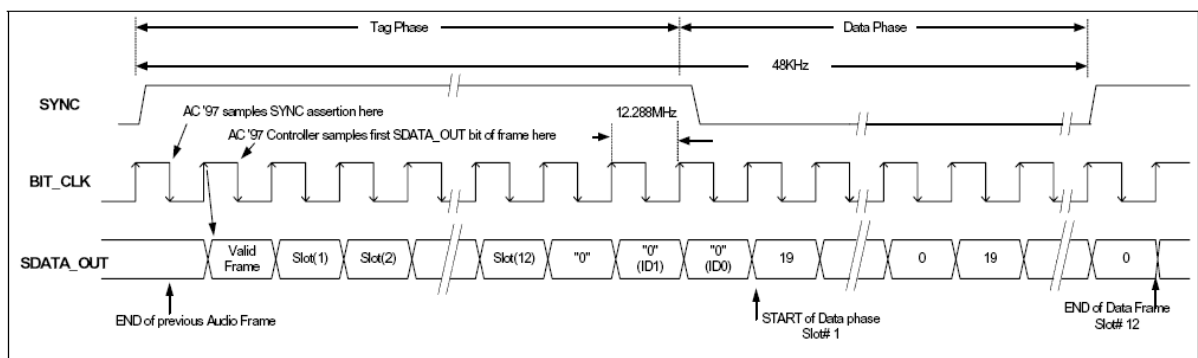 Tag Phase
Data Phase
48KHz
SYNC
AC '97 samples SYNC assertion here
12.288MHz
AC '97 Controller samples first SDATA_OUT bit of frame here
BIT_CLK
SDATA_OUT
Valid
Frame
Slot(1)
Slot(2)
Slot(12)
"0"
"0"
(ID1)
"0"
(ID0)
19
0
19
0
END of previous Audio Frame
START of Data phase
Slot# 1
END of Data Frame
Slot# 12